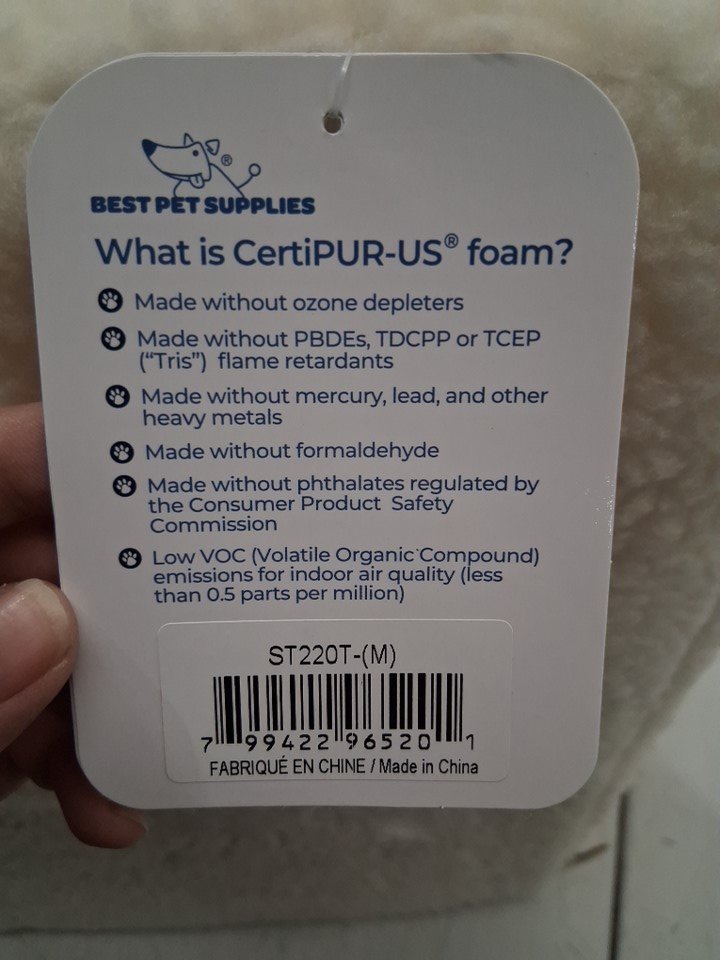 BEST PET SUPPLIES®
What is CertiPUR-US® foam?
Made without ozone depleters
Made without PBDEs, TDCPP or TCEP
(“Tris”) flame retardants
Made without mercury, lead, and other
heavy metals
Made without formaldehyde
Made without phthalates regulated by
the Consumer Product Safety
Commission
Low VOC (Volatile Organic Compound)
emissions for indoor air quality (less
than 0.5 parts per million)
ST220T-(M)
7 99422 96520 1
FABRIQUÉ EN CHINE / Made in China